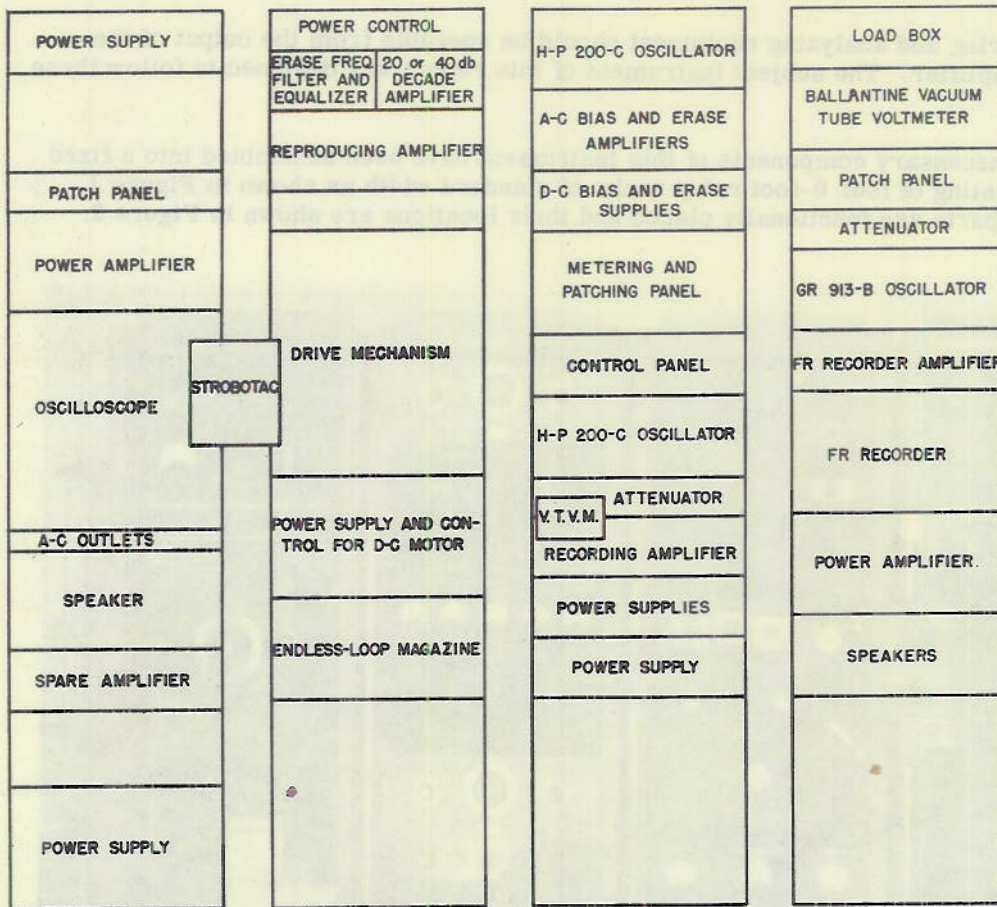 POWER SUPPLY
PATCH PANEL
POWER AMPLIFIER
OSCILLOSCOPE
A-C OUTLETS
SPEAKER
SPARE AMPLIFIER
POWER SUPPLY
STROBOTAC
POWER CONTROL
ERASE FREQ.
FILTER AND
EQUALIZER
20 or 40 db
DECADE
AMPLIFIER
REPRODUCING AMPLIFIER
DRIVE MECHANISM
POWER SUPPLY AND CON-
TROL FOR D-C MOTOR
ENDLESS-LOOP MAGAZINE
H-P 200-C OSCILLATOR
A-C BIAS AND ERASE
AMPLIFIERS
D-C BIAS AND ERASE
SUPPLIES
METERING AND
PATCHING PANEL
CONTROL PANEL
H-P 200-C OSCILLATOR
ATTENUATOR
V.T.V.M.
RECORDING AMPLIFIER
POWER SUPPLIES
POWER SUPPLY
LOAD BOX
BALLANTINE VACUUM
TUBE VOLTMETER
PATCH PANEL
ATTENUATOR
GR 913-B OSCILLATOR
FR RECORDER AMPLIFIER
FR RECORDER
POWER AMPLIFIER.
SPEAKERS